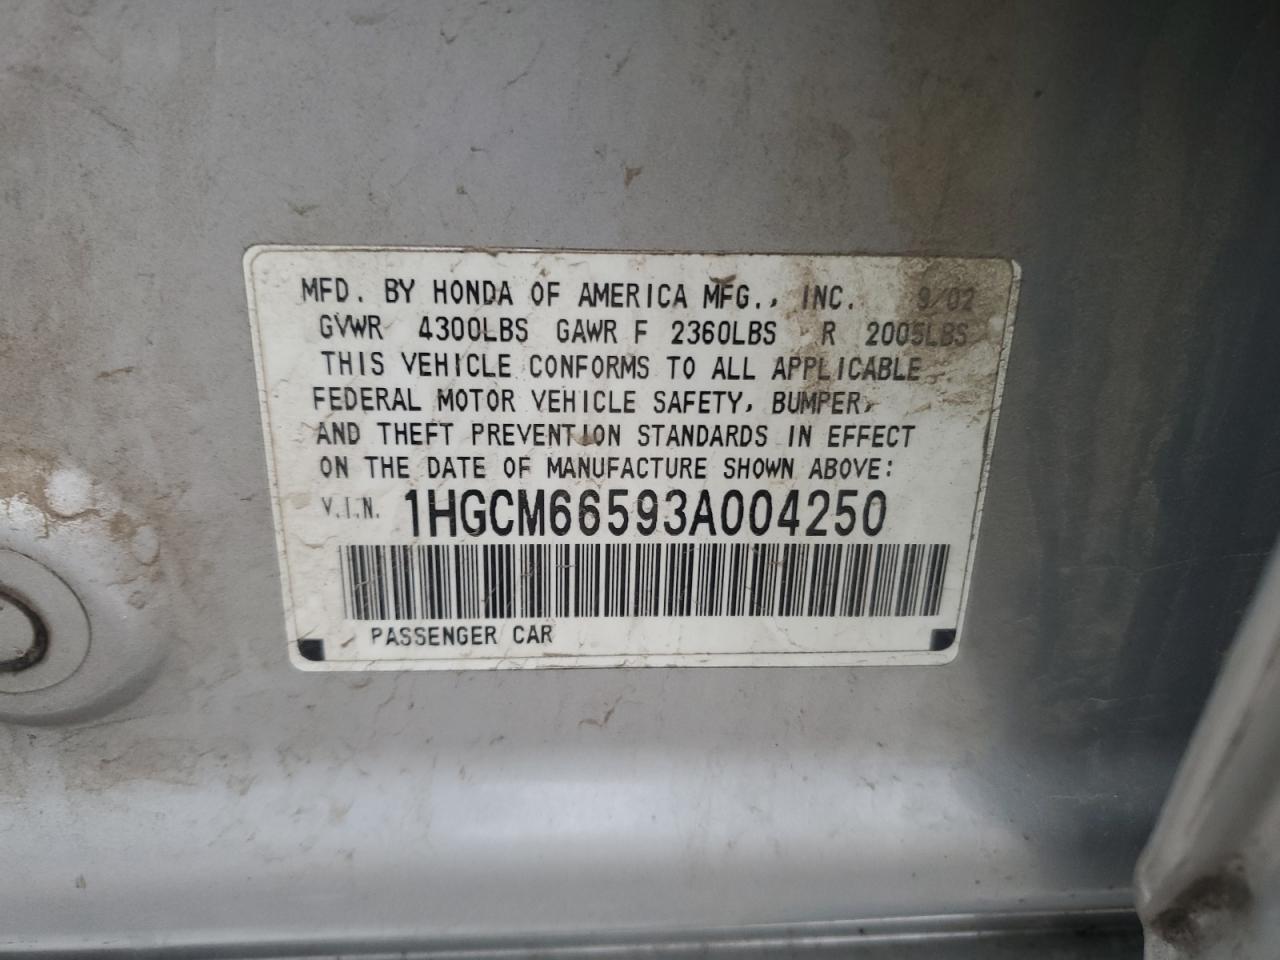 MFD. BY HONDA OF AMERICA MFG., INC. 9/02
GVWR 4300LBS GAWR F 2360LBS R 2005LBS
THIS VEHICLE CONFORMS TO ALL APPLICABLE
FEDERAL MOTOR VEHICLE SAFETY, BUMPER,
AND THEFT PREVENTION STANDARDS IN EFFECT
ON THE DATE OF MANUFACTURE SHOWN ABOVE:
V.I.N. 1HGCM66593A004250
PASSENGER CAR